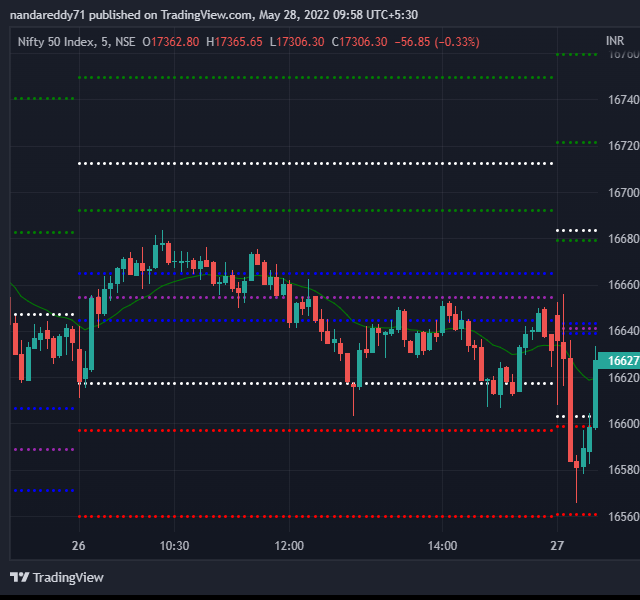 nandareddy71 published on TradingView.com, May 28, 2022 09:58 UTC+5:30
Nifty 50 Index, 5, NSE O17362.80 H17365.65 L17306.30 C17306.30 −56.85 (−0.33%)
INR
16760
16740
16720
16700
16680
16660
16640
16627
16620
16600
16580
16560
26 10:30 12:00 14:00 27
TradingView